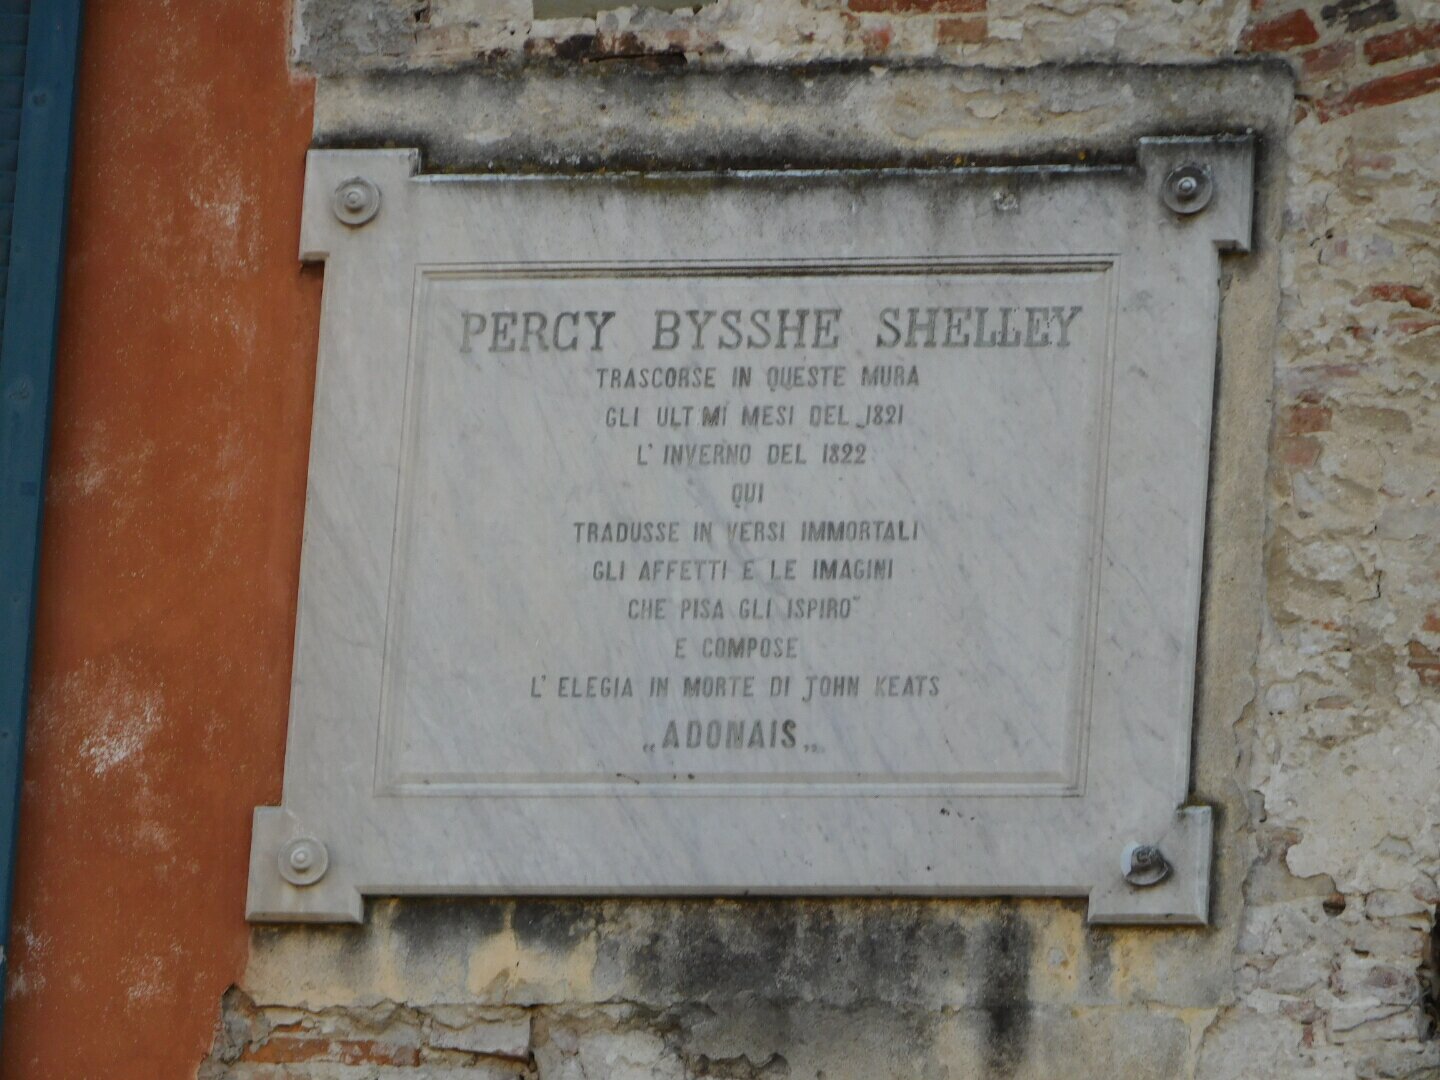 PERCY BYSSHE SHELLEY
TRASCORSE IN QUESTE MURA
GLI ULTIMI MESI DEL 1821
L' INVERNO DEL 1822
QUI
TRADUSSE IN VERSI IMMORTALI
GLI AFFETTI E LE IMAGINI
CHE PISA GLI ISPIRO`
E COMPOSE
L' ELEGIA IN MORTE DI JOHN KEATS
„ADONAIS„